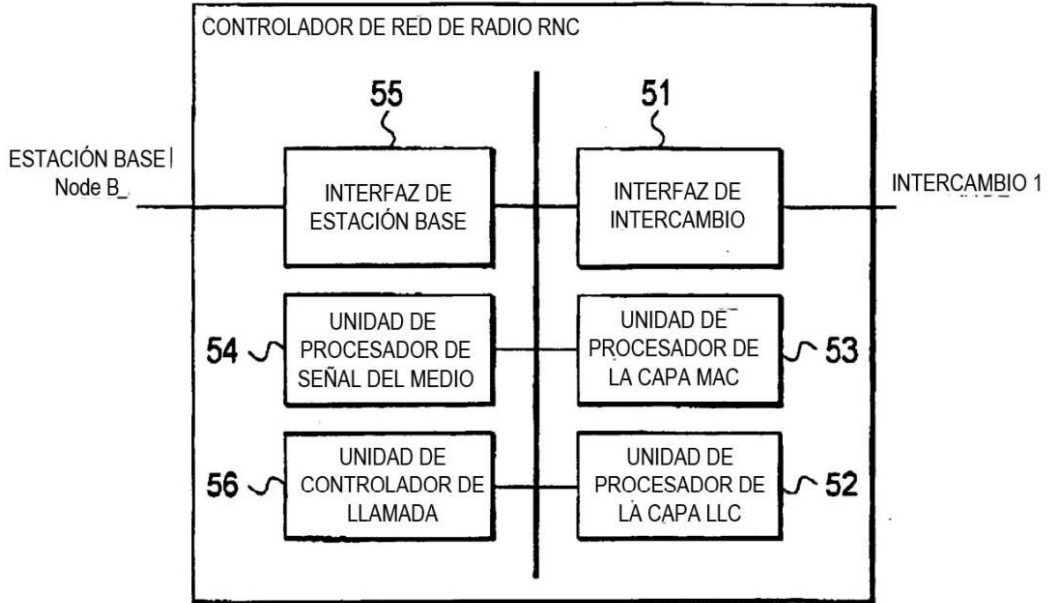 CONTROLADOR DE RED DE RADIO RNC
55
51
ESTACIÓN BASE
Node B
INTERFAZ DE
ESTACIÓN BASE
INTERFAZ DE
INTERCAMBIO
INTERCAMBIO 1
54
UNIDAD DE
PROCESADOR DE
SEÑAL DEL MEDIO
UNIDAD DE
PROCESADOR DE
LA CAPA MAC
53
56
UNIDAD DE
CONTROLADOR DE
LLAMADA
UNIDAD DE
PROCESADOR DE
LA CAPA LLC
52